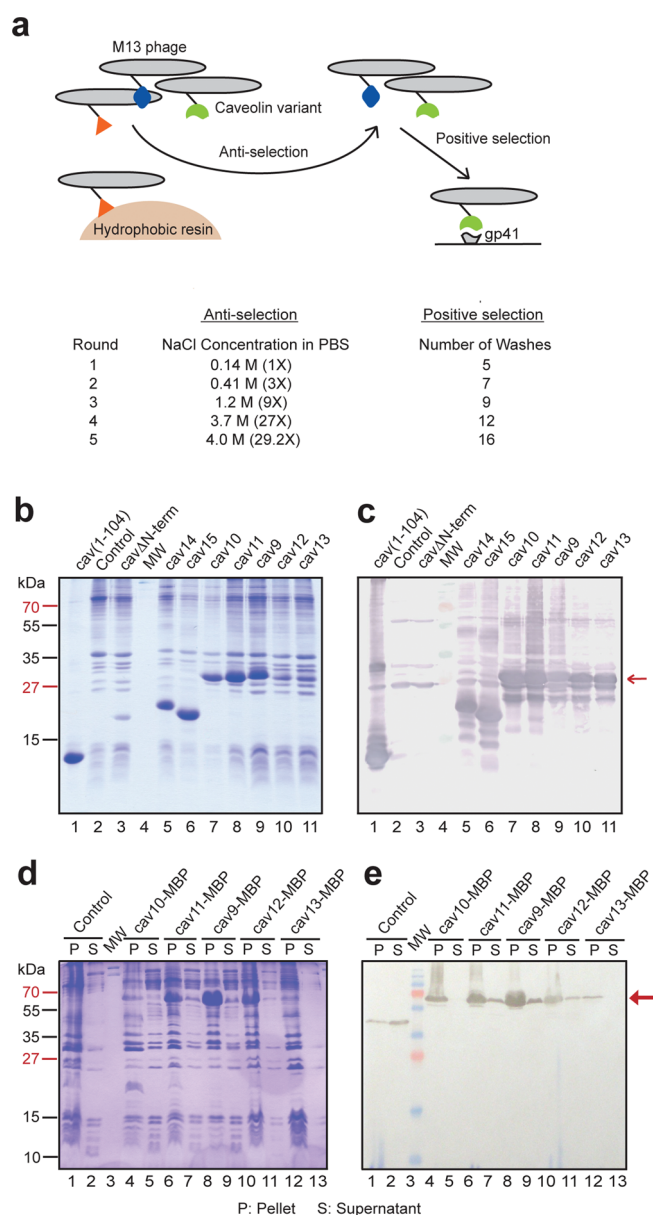 a
M13 phage
Caveolin variant
Anti-selection
Positive selection
Hydrophobic resin
gp41
Anti-selection Positive selection
Round NaCl Concentration in PBS Number of Washes
1 0.14 M (1X) 5
2 0.41 M (3X) 7
3 1.2 M (9X) 9
4 3.7 M (27X) 12
5 4.0 M (29.2X) 16
b
cav(1-104) Control cavΔN-term MW cav14 cav15 cav10 cav11 cav9 cav12 cav13
kDa
70
55
35
27
15
1 2 3 4 5 6 7 8 9 10 11
c
cav(1-104) Control cavΔN-term MW cav14 cav15 cav10 cav11 cav9 cav12 cav13
1 2 3 4 5 6 7 8 9 10 11
d
Control MW cav10-MBP cav11-MBP cav9-MBP cav12-MBP cav13-MBP
P S P S P S P S P S P S
kDa
70
55
35
27
15
10
1 2 3 4 5 6 7 8 9 10 11 12 13
e
Control MW cav10-MBP cav11-MBP cav9-MBP cav12-MBP cav13-MBP
P S P S P S P S P S P S
1 2 3 4 5 6 7 8 9 10 11 12 13
P: Pellet S: Supernatant